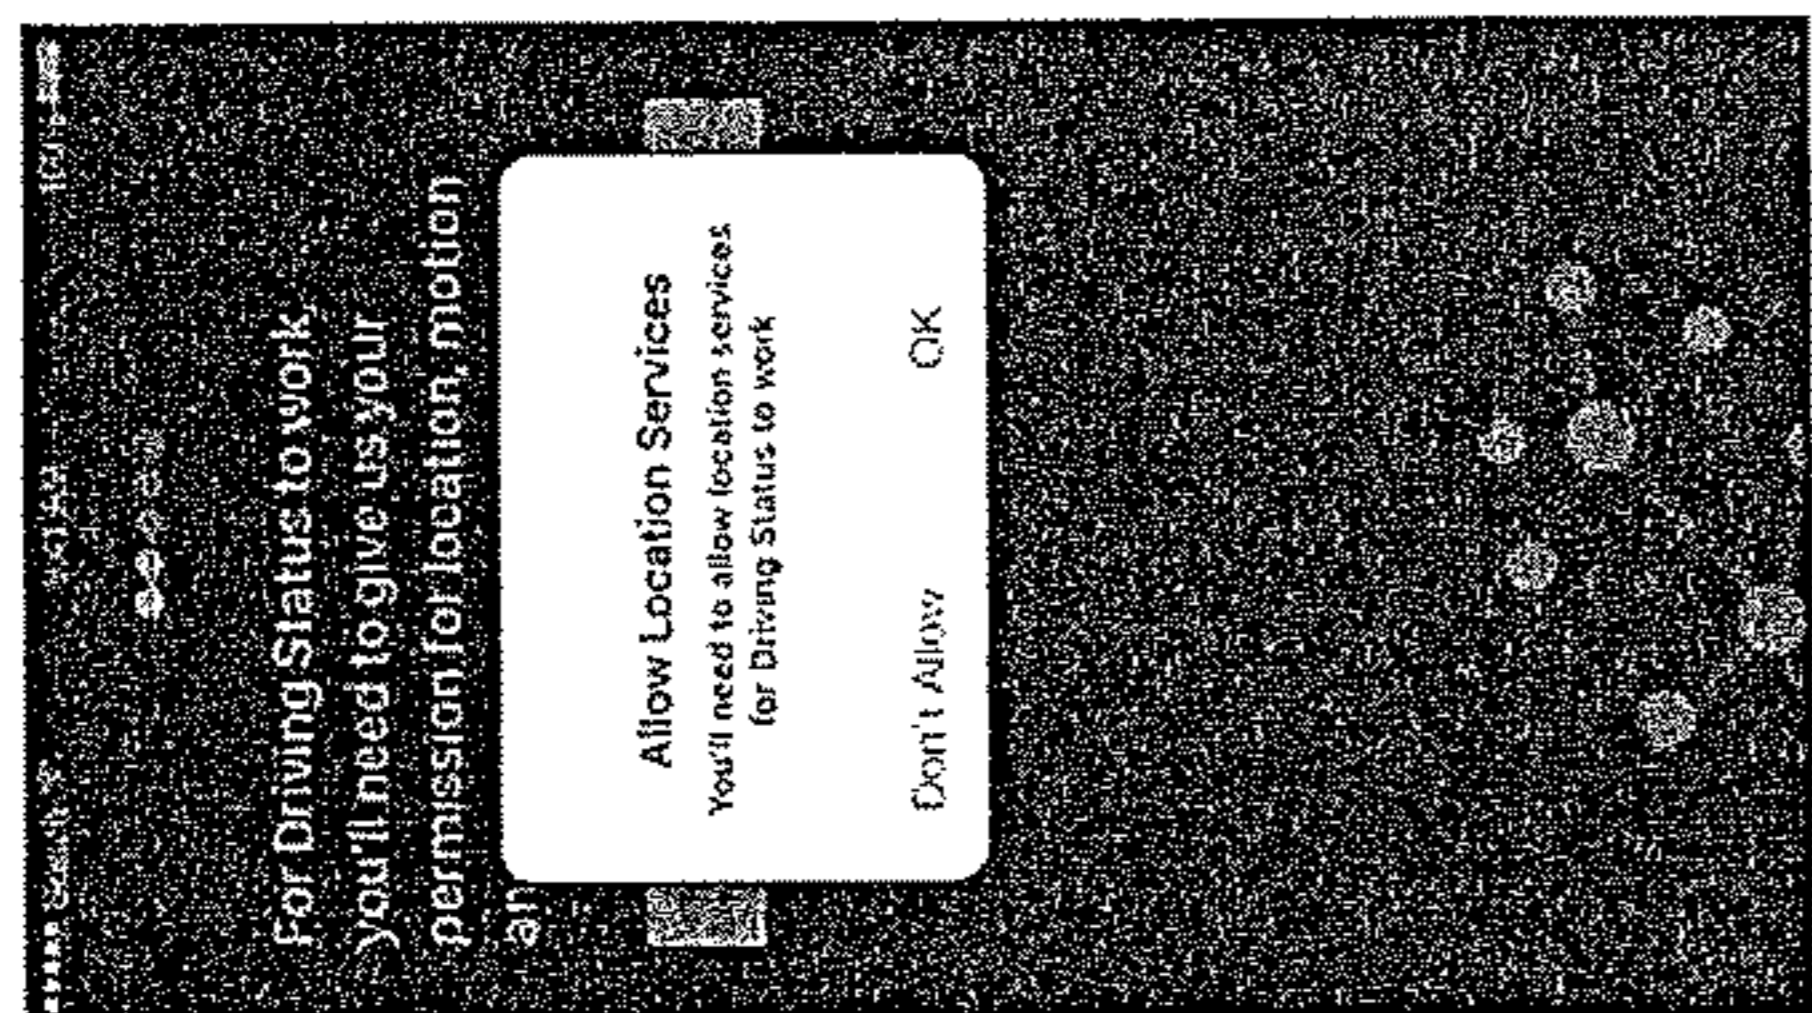 For Driving Status to work,
you'll need to give us your
permission for location, motion
Allow Location Services
You'll need to allow location services
for Driving Status to work
Don't Allow OK